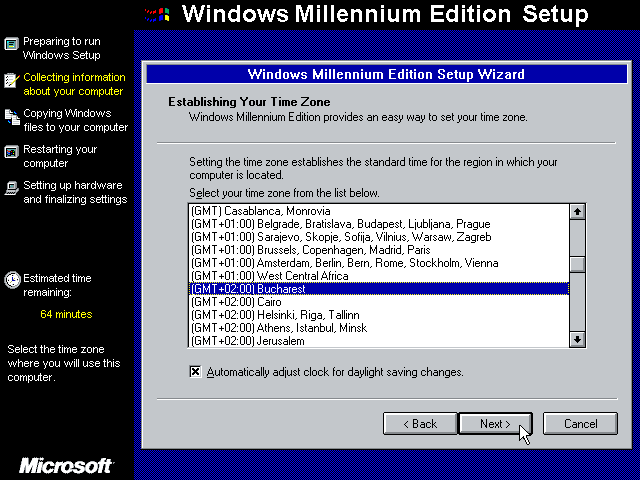 Windows Millennium Edition Setup
Preparing to run
Windows Setup
Collecting information
about your computer
Copying Windows
files to your computer
Restarting your
computer
Setting up hardware
and finalizing settings
Estimated time
remaining:
64 minutes
Select the time zone
where you will use this
computer.
Microsoft
Windows Millennium Edition Setup Wizard
Establishing Your Time Zone
Windows Millennium Edition provides an easy way to set your time zone.
Setting the time zone establishes the standard time for the region in which your
computer is located.
Select your time zone from the list below.
(GMT) Casablanca, Monrovia
(GMT+01:00) Belgrade, Bratislava, Budapest, Ljubljana, Prague
(GMT+01:00) Sarajevo, Skopje, Sofija, Vilnius, Warsaw, Zagreb
(GMT+01:00) Brussels, Copenhagen, Madrid, Paris
(GMT+01:00) Amsterdam, Berlin, Bern, Rome, Stockholm, Vienna
(GMT+01:00) West Central Africa
(GMT+02:00) Bucharest
(GMT+02:00) Cairo
(GMT+02:00) Helsinki, Riga, Tallinn
(GMT+02:00) Athens, Istanbul, Minsk
(GMT+02:00) Jerusalem
Automatically adjust clock for daylight saving changes.
< Back
Next >
Cancel